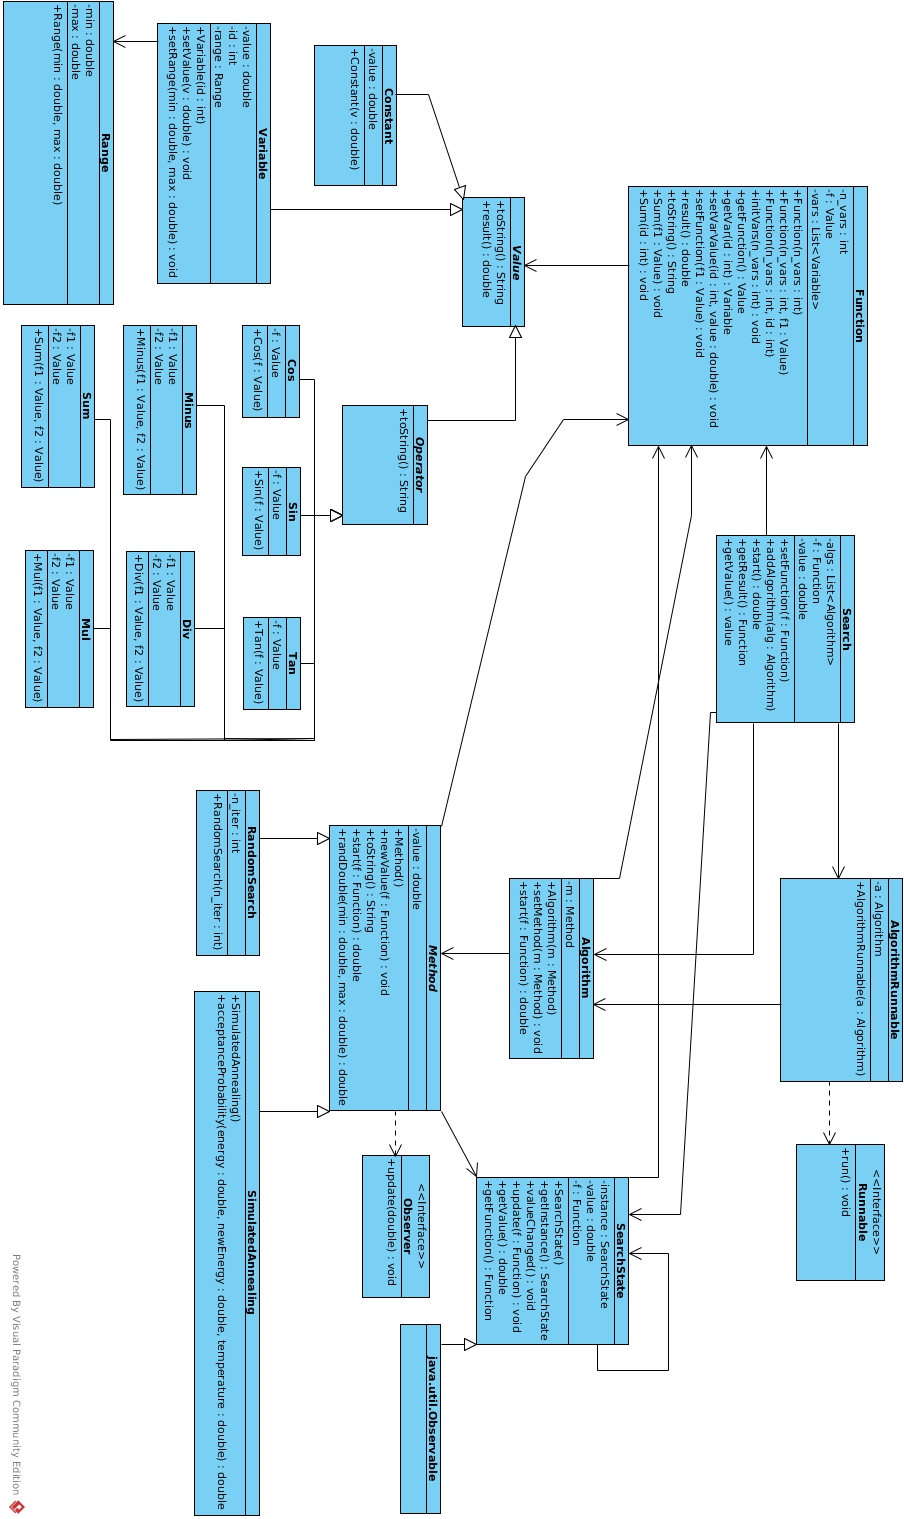 Function
-n_vars : int
-f : Value
-vars : List<Variable>
+Function(n_vars : int)
+Function(n_vars : int, f1 : Value)
+Function(n_vars : int, id : int)
+initVars(n_vars : int) : void
+getFunction() : Value
+getVar(id : int) : Variable
+setVarValue(id : int, value : double) : void
+setFunction(f1 : Value) : void
+result() : double
+toString() : String
+Sum(f1 : Value) : void
+Sum(id : int) : void
Search
-algs : List<Algorithm>
-f : Function
-value : double
+setFunction(f : Function)
+addAlgorithm(alg : Algorithm)
+start() : double
+getResult() : Function
+getValue() : value
AlgorithmRunnable
-a : Algorithm
+AlgorithmRunnable(a : Algorithm)
<<Interface>>
Runnable
+run() : void
Value
+toString() : String
+result() : double
Algorithm
-m : Method
+Algorithm(m : Method)
+setMethod(m : Method) : void
+start(f : Function) : double
SearchState
-instance : SearchState
-value : double
-f : Function
+SearchState()
+getInstance() : SearchState
+valueChanged() : void
+update(f : Function) : void
+getValue() : double
+getFunction() : Function
Constant
-value : double
+Constant(v : double)
Operator
+toString() : String
Method
-value : double
+Method()
+newValue(f : Function) : void
+toString() : String
+start(f : Function) : double
+randDouble(min : double, max : double) : double
<<Interface>>
Observer
+update(double) : void
java.util.Observable
Variable
-value : double
-id : int
-range : Range
+Variable(id : int)
+setValue(v : double) : void
+setRange(min : double, max : double) : void
Cos
-f : Value
+Cos(f : Value)
Sin
-f : Value
+Sin(f : Value)
Tan
-f : Value
+Tan(f : Value)
RandomSearch
-n_iter : int
+RandomSearch(n_iter : int)
SimulatedAnnealing
+SimulatedAnnealing()
+acceptanceProbability(energy : double, newEnergy : double, temperature : double) : double
Range
-min : double
-max : double
+Range(min : double, max : double)
Minus
-f1 : Value
-f2 : Value
+Minus(f1 : Value, f2 : Value)
Div
-f1 : Value
-f2 : Value
+Div(f1 : Value, f2 : Value)
Sum
-f1 : Value
-f2 : Value
+Sum(f1 : Value, f2 : Value)
Mul
-f1 : Value
-f2 : Value
+Mul(f1 : Value, f2 : Value)
Powered By Visual Paradigm Community Edition